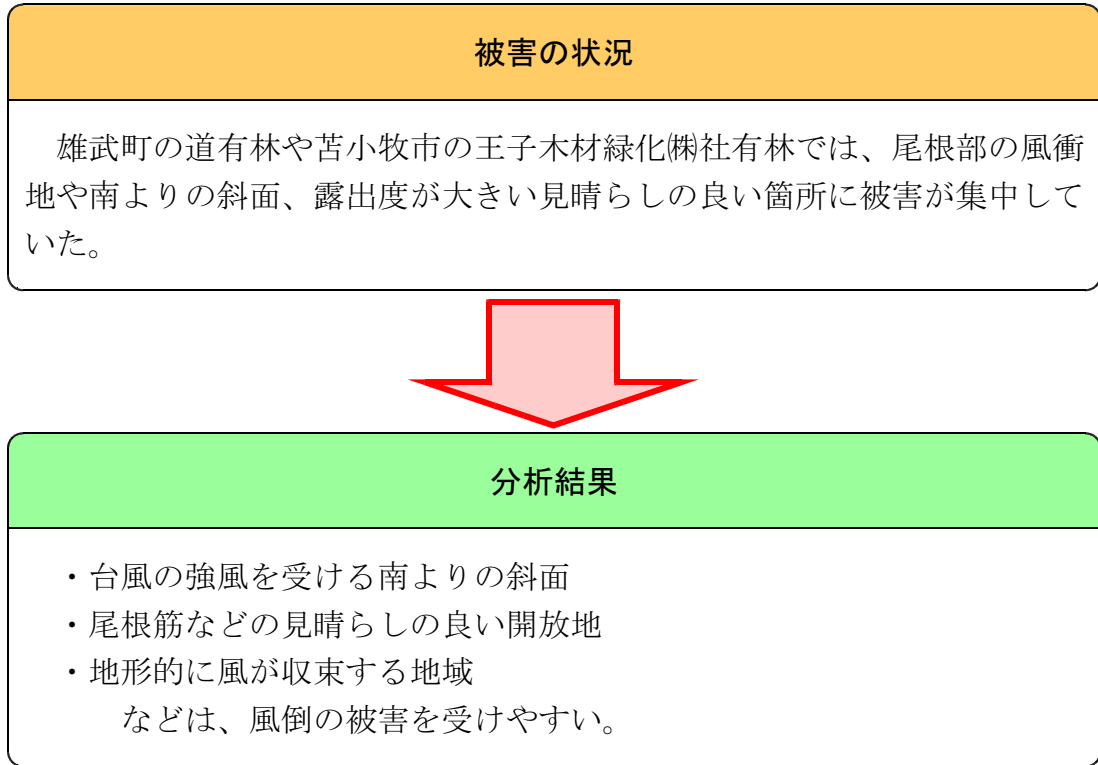 被害の状況
雄武町の道有林や苫小牧市の王子木材緑化㈱社有林では、尾根部の風衝
地や南よりの斜面、露出度が大きい見晴らしの良い箇所に被害が集中して
いた。
分析結果
・台風の強風を受ける南よりの斜面
・尾根筋などの見晴らしの良い開放地
・地形的に風が収束する地域
などは、風倒の被害を受けやすい。